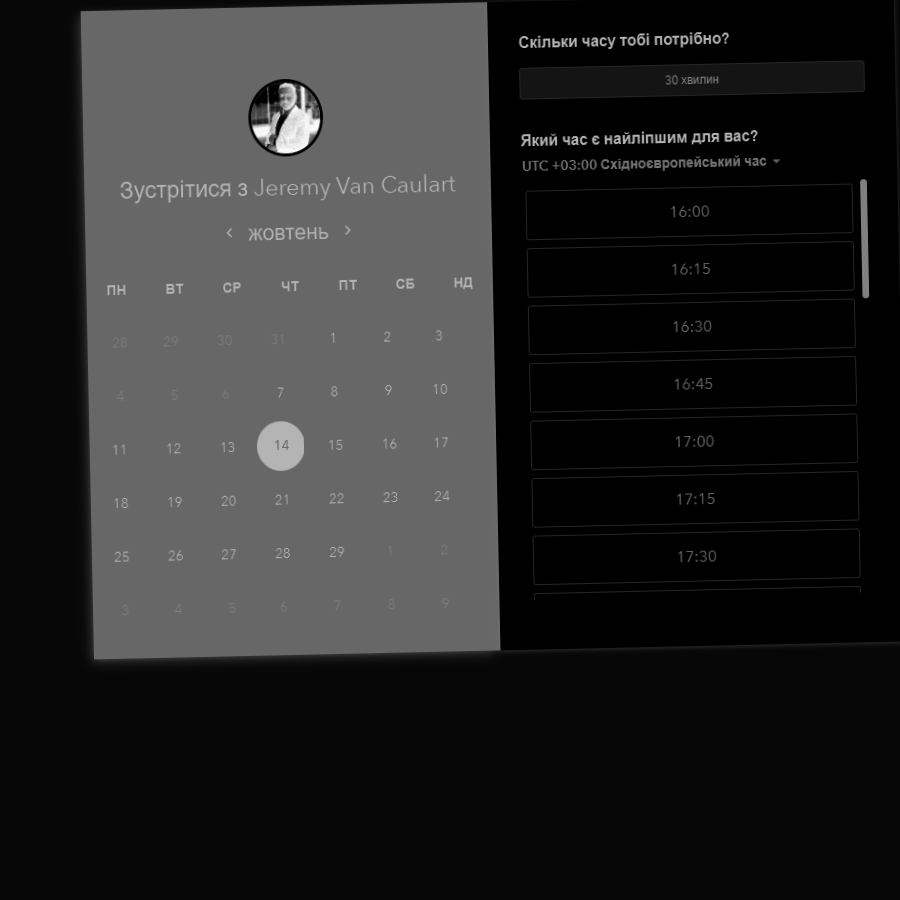 Зустрітися з Jeremy Van Caulart
‹ жовтень ›
ПН ВТ СР ЧТ ПТ СБ НД
28 29 30 31 1 2 3
4 5 6 7 8 9 10
11 12 13 14 15 16 17
18 19 20 21 22 23 24
25 26 27 28 29 1 2
3 4 5 6 7 8 9
Скільки часу тобі потрібно?
30 хвилин
Який час є найліпшим для вас?
UTC +03:00 Східноєвропейський час
16:00
16:15
16:30
16:45
17:00
17:15
17:30